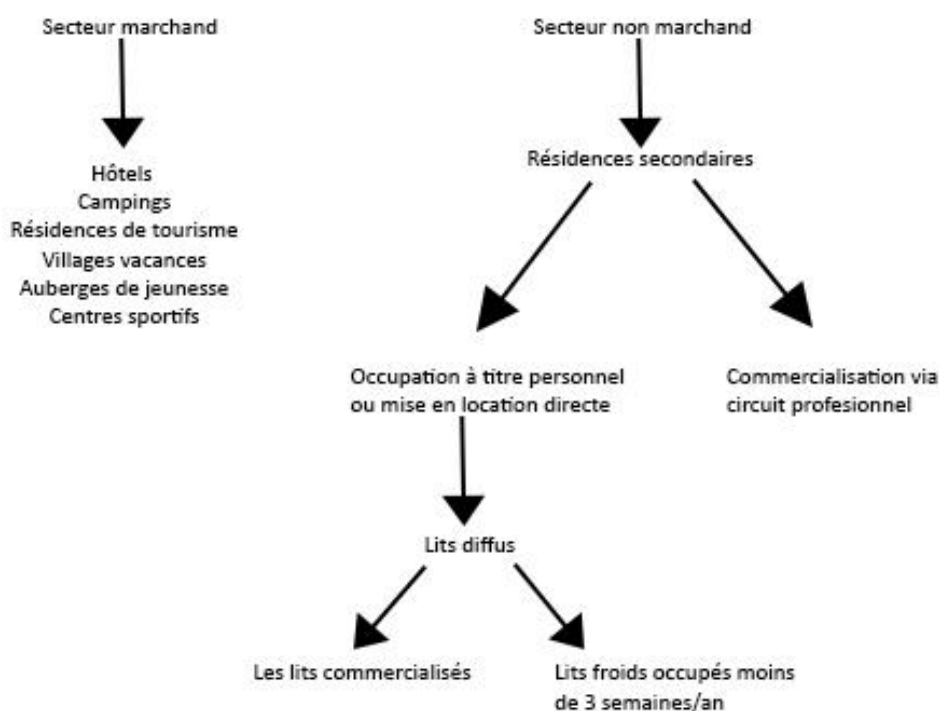 Secteur marchand
Secteur non marchand
Hôtels
Campings
Résidences de tourisme
Villages vacances
Auberges de jeunesse
Centres sportifs
Résidences secondaires
Occupation à titre personnel
ou mise en location directe
Commercialisation via
circuit profesionnel
Lits diffus
Les lits commercialisés
Lits froids occupés moins
de 3 semaines/an